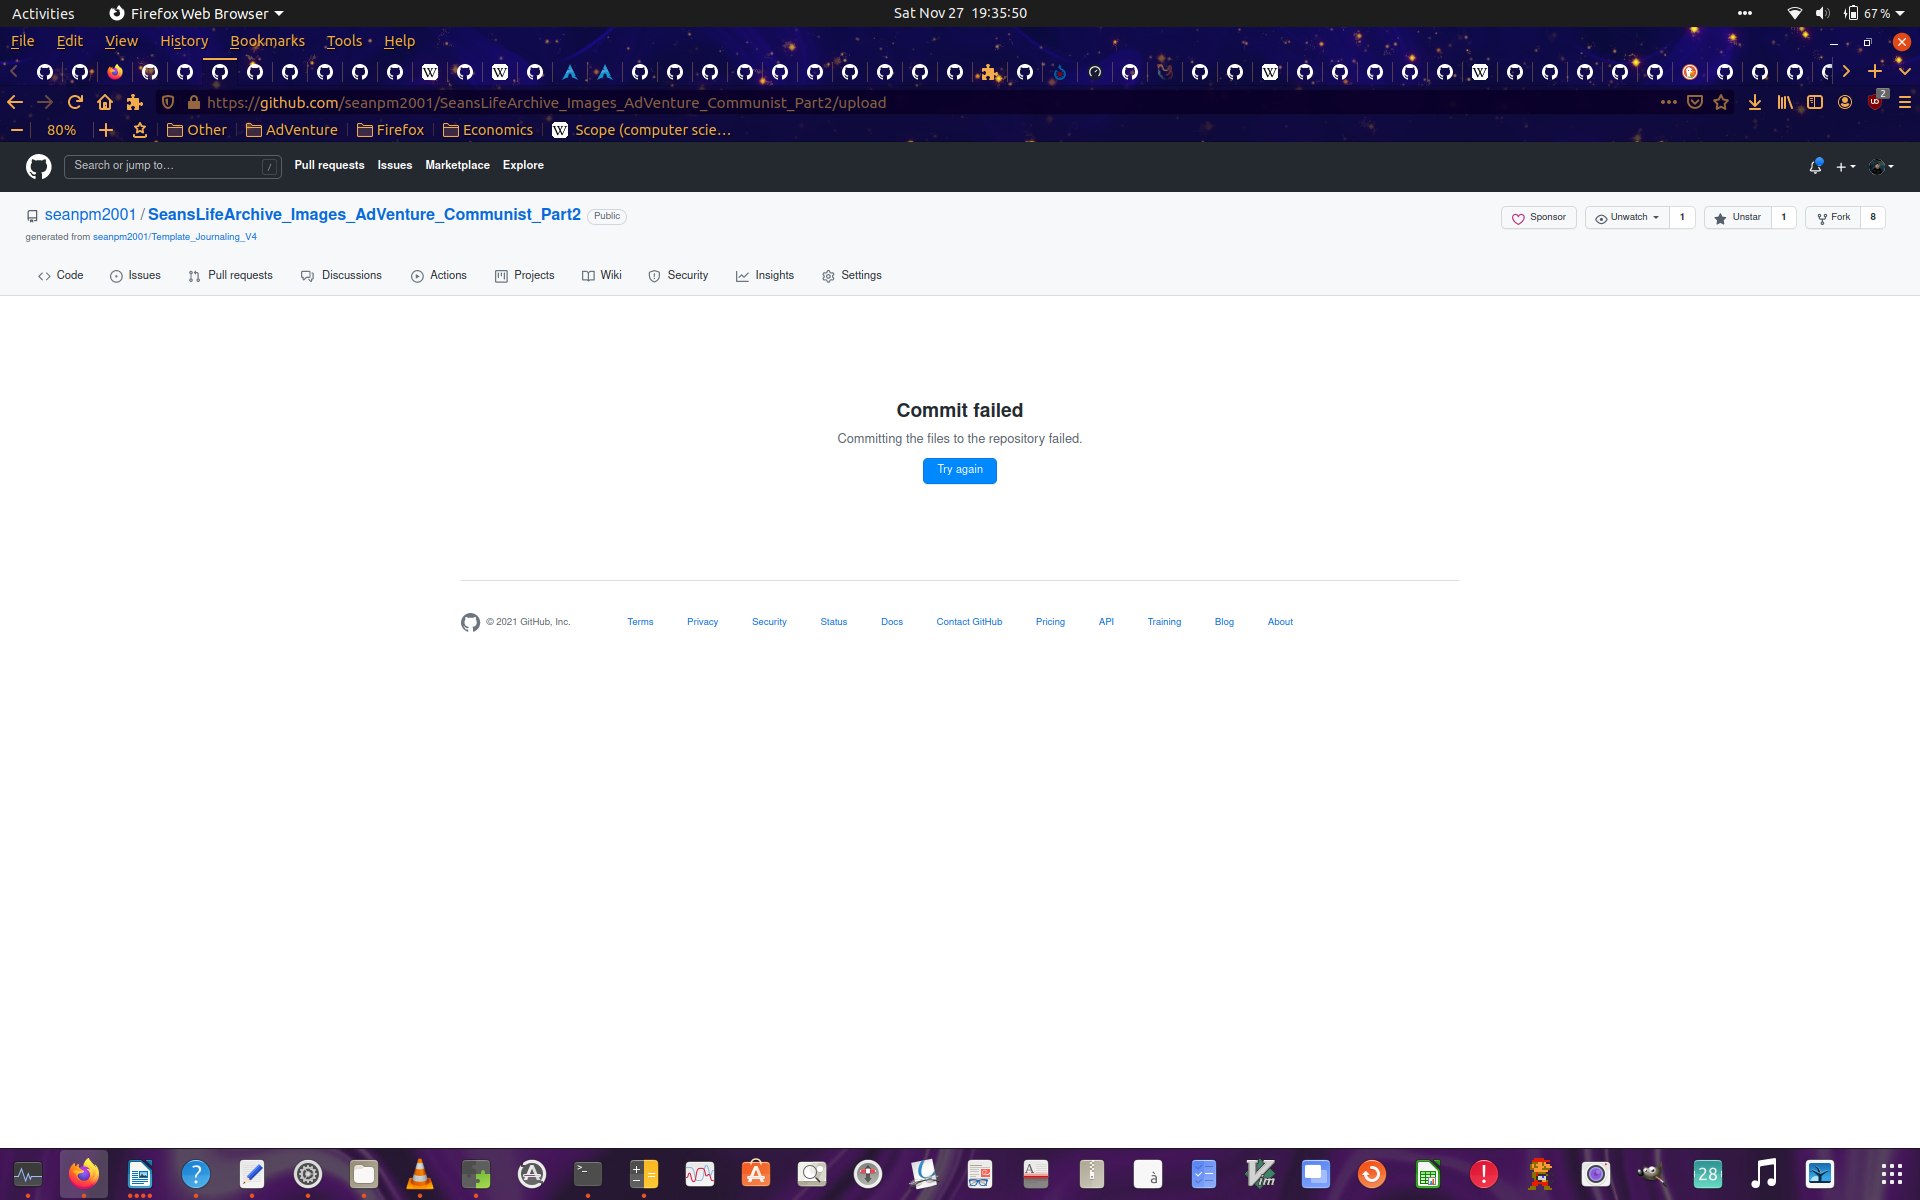 Activities Firefox Web Browser Sat Nov 27 19:35:50 67 %
File Edit View History Bookmarks Tools Help
https://github.com/seanpm2001/SeansLifeArchive_Images_AdVenture_Communist_Part2/upload 2
80% Other AdVenture Firefox Economics Scope (computer scie…
Search or jump to… / Pull requests Issues Marketplace Explore
seanpm2001 / SeansLifeArchive_Images_AdVenture_Communist_Part2 Public Sponsor Unwatch 1 Unstar 1 Fork 8
generated from seanpm2001/Template_Journaling_V4
Code Issues Pull requests Discussions Actions Projects Wiki Security Insights Settings
Commit failed
Committing the files to the repository failed.
Try again
© 2021 GitHub, Inc. Terms Privacy Security Status Docs Contact GitHub Pricing API Training Blog About
28